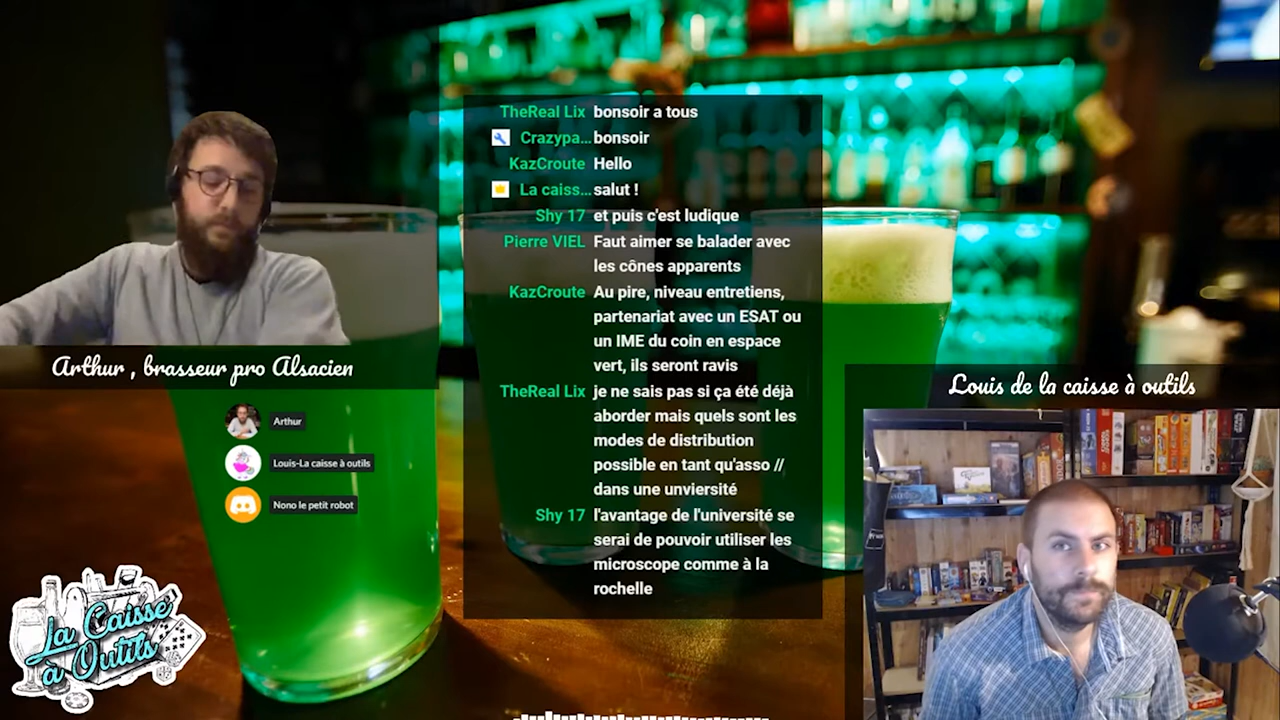 TheReal Lix bonsoir a tous
Crazypa... bonsoir
KazCroute Hello
La caiss... salut !
Shy 17 et puis c'est ludique
Pierre VIEL Faut aimer se balader avec
les cônes apparents
KazCroute Au pire, niveau entretiens,
partenariat avec un ESAT ou
un IME du coin en espace
vert, ils seront ravis
TheReal Lix je ne sais pas si ça été déjà
aborder mais quels sont les
modes de distribution
possible en tant qu'asso //
dans une unviersité
Shy 17 l'avantage de l'université se
serai de pouvoir utiliser les
microscope comme à la
rochelle
Arthur , brasseur pro Alsacien
Arthur
Louis-La caisse à outils
Nono le petit robot
La Caisse
à Outils
Louis de la caisse à outils